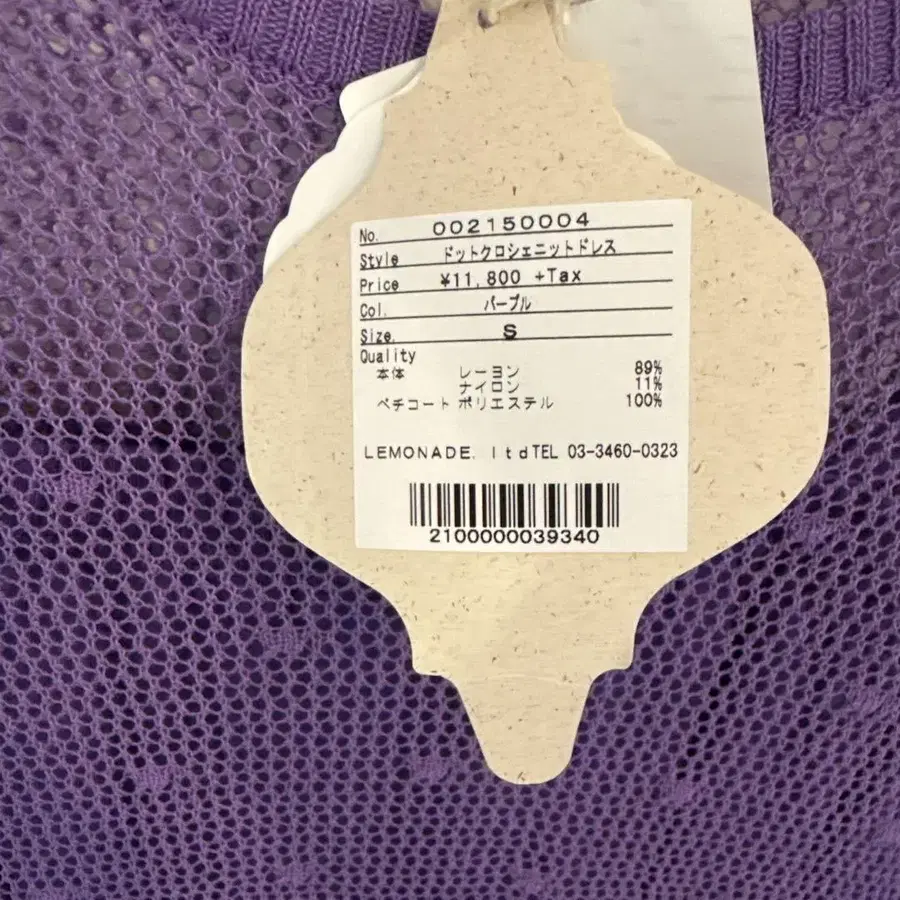 No. 002150004
Style ドットクロシェニットドレス
Price ¥11,800 +Tax
Col. パープル
Size. S
Quality
本体 レーヨン 89%
ナイロン 11%
ペチコート ポリエステル 100%
LEMONADE. ltd TEL 03-3460-0323
2100000039340